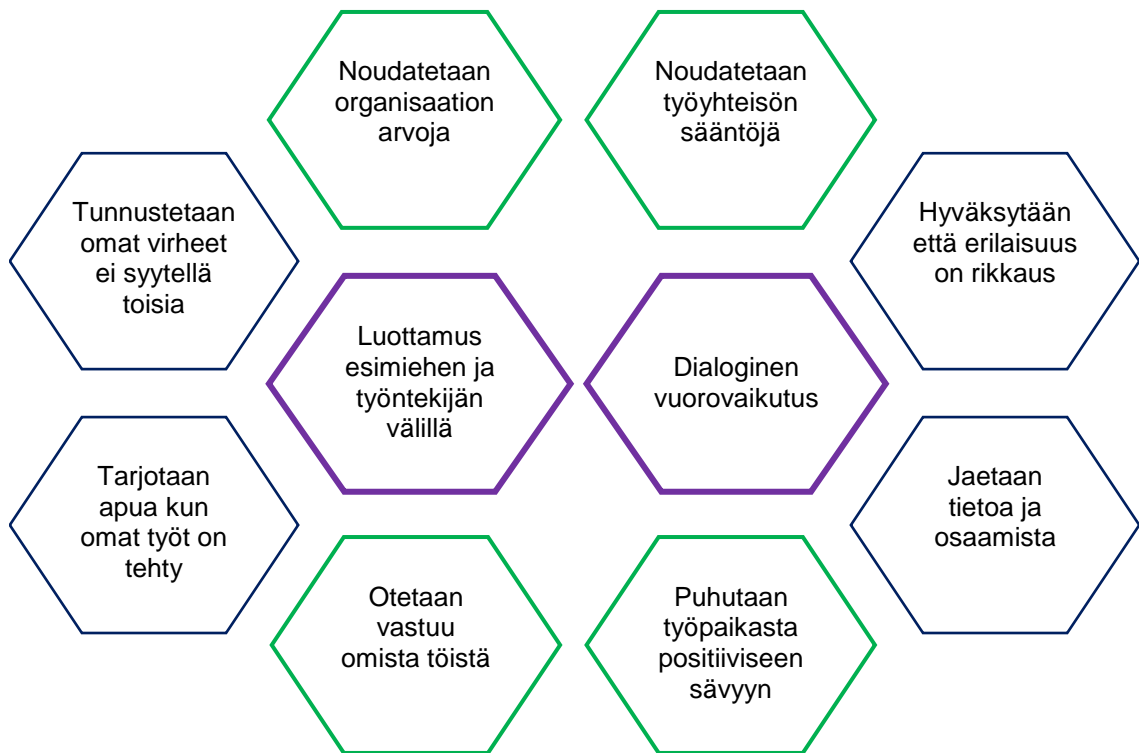 Noudatetaan
organisaation
arvoja
Noudatetaan
työyhteisön
sääntöjä
Tunnustetaan
omat virheet
ei syytellä
toisia
Hyväksytään
että erilaisuus
on rikkaus
Luottamus
esimiehen ja
työntekijän
välillä
Dialoginen
vuorovaikutus
Tarjotaan
apua kun
omat työt on
tehty
Jaetaan
tietoa ja
osaamista
Otetaan
vastuu
omista töistä
Puhutaan
työpaikasta
positiiviseen
sävyyn